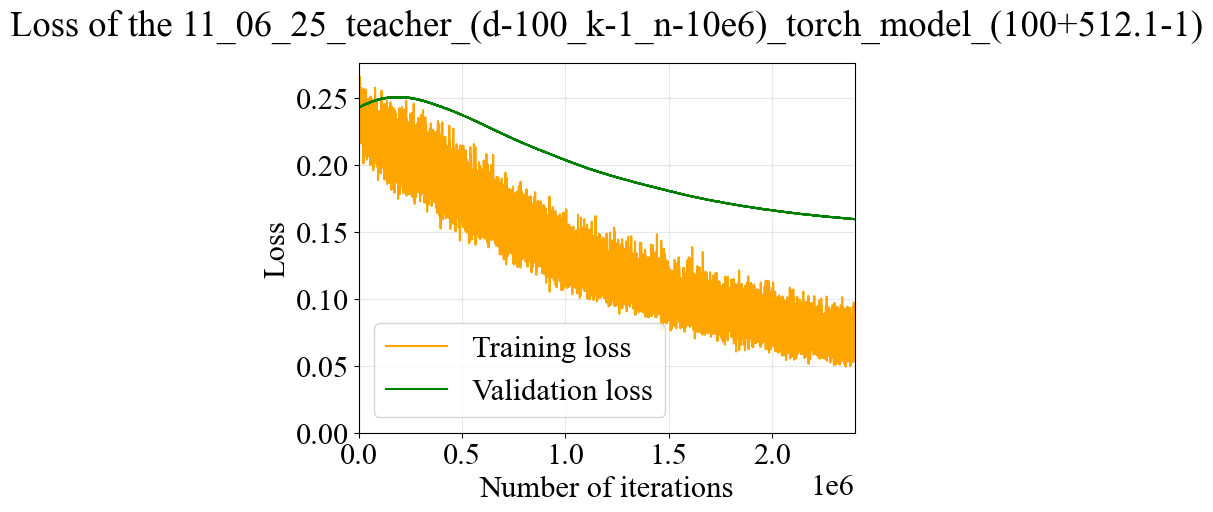 Loss of the 11_06_25_teacher_(d-100_k-1_n-10e6)_torch_model_(100+512.1-1)
0.25
0.20
0.15
0.10
0.05
0.00
Loss
Training loss
Validation loss
0.0 0.5 1.0 1.5 2.0
Number of iterations
1e6